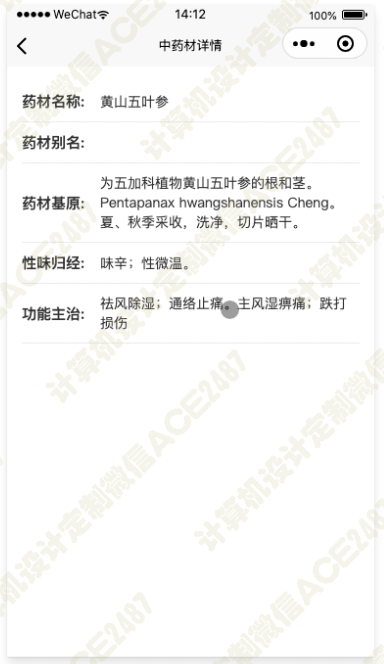 WeChat 14:12 100%
中药材详情
药材名称: 黄山五叶参
药材别名:
药材基原: 为五加科植物黄山五叶参的根和茎。
Pentapanax hwangshanensis Cheng。
夏、秋季采收，洗净，切片晒干。
性味归经: 味辛；性微温。
功能主治: 祛风除湿；通络止痛。主风湿痹痛；跌打
损伤
计算机设计定制微信ACE2487